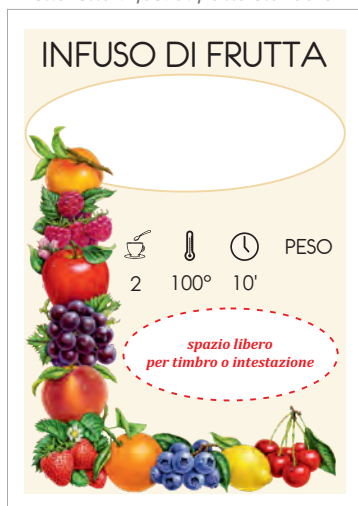 INFUSO DI FRUTTA
PESO
2 100° 10'
spazio libero
per timbro o intestazione